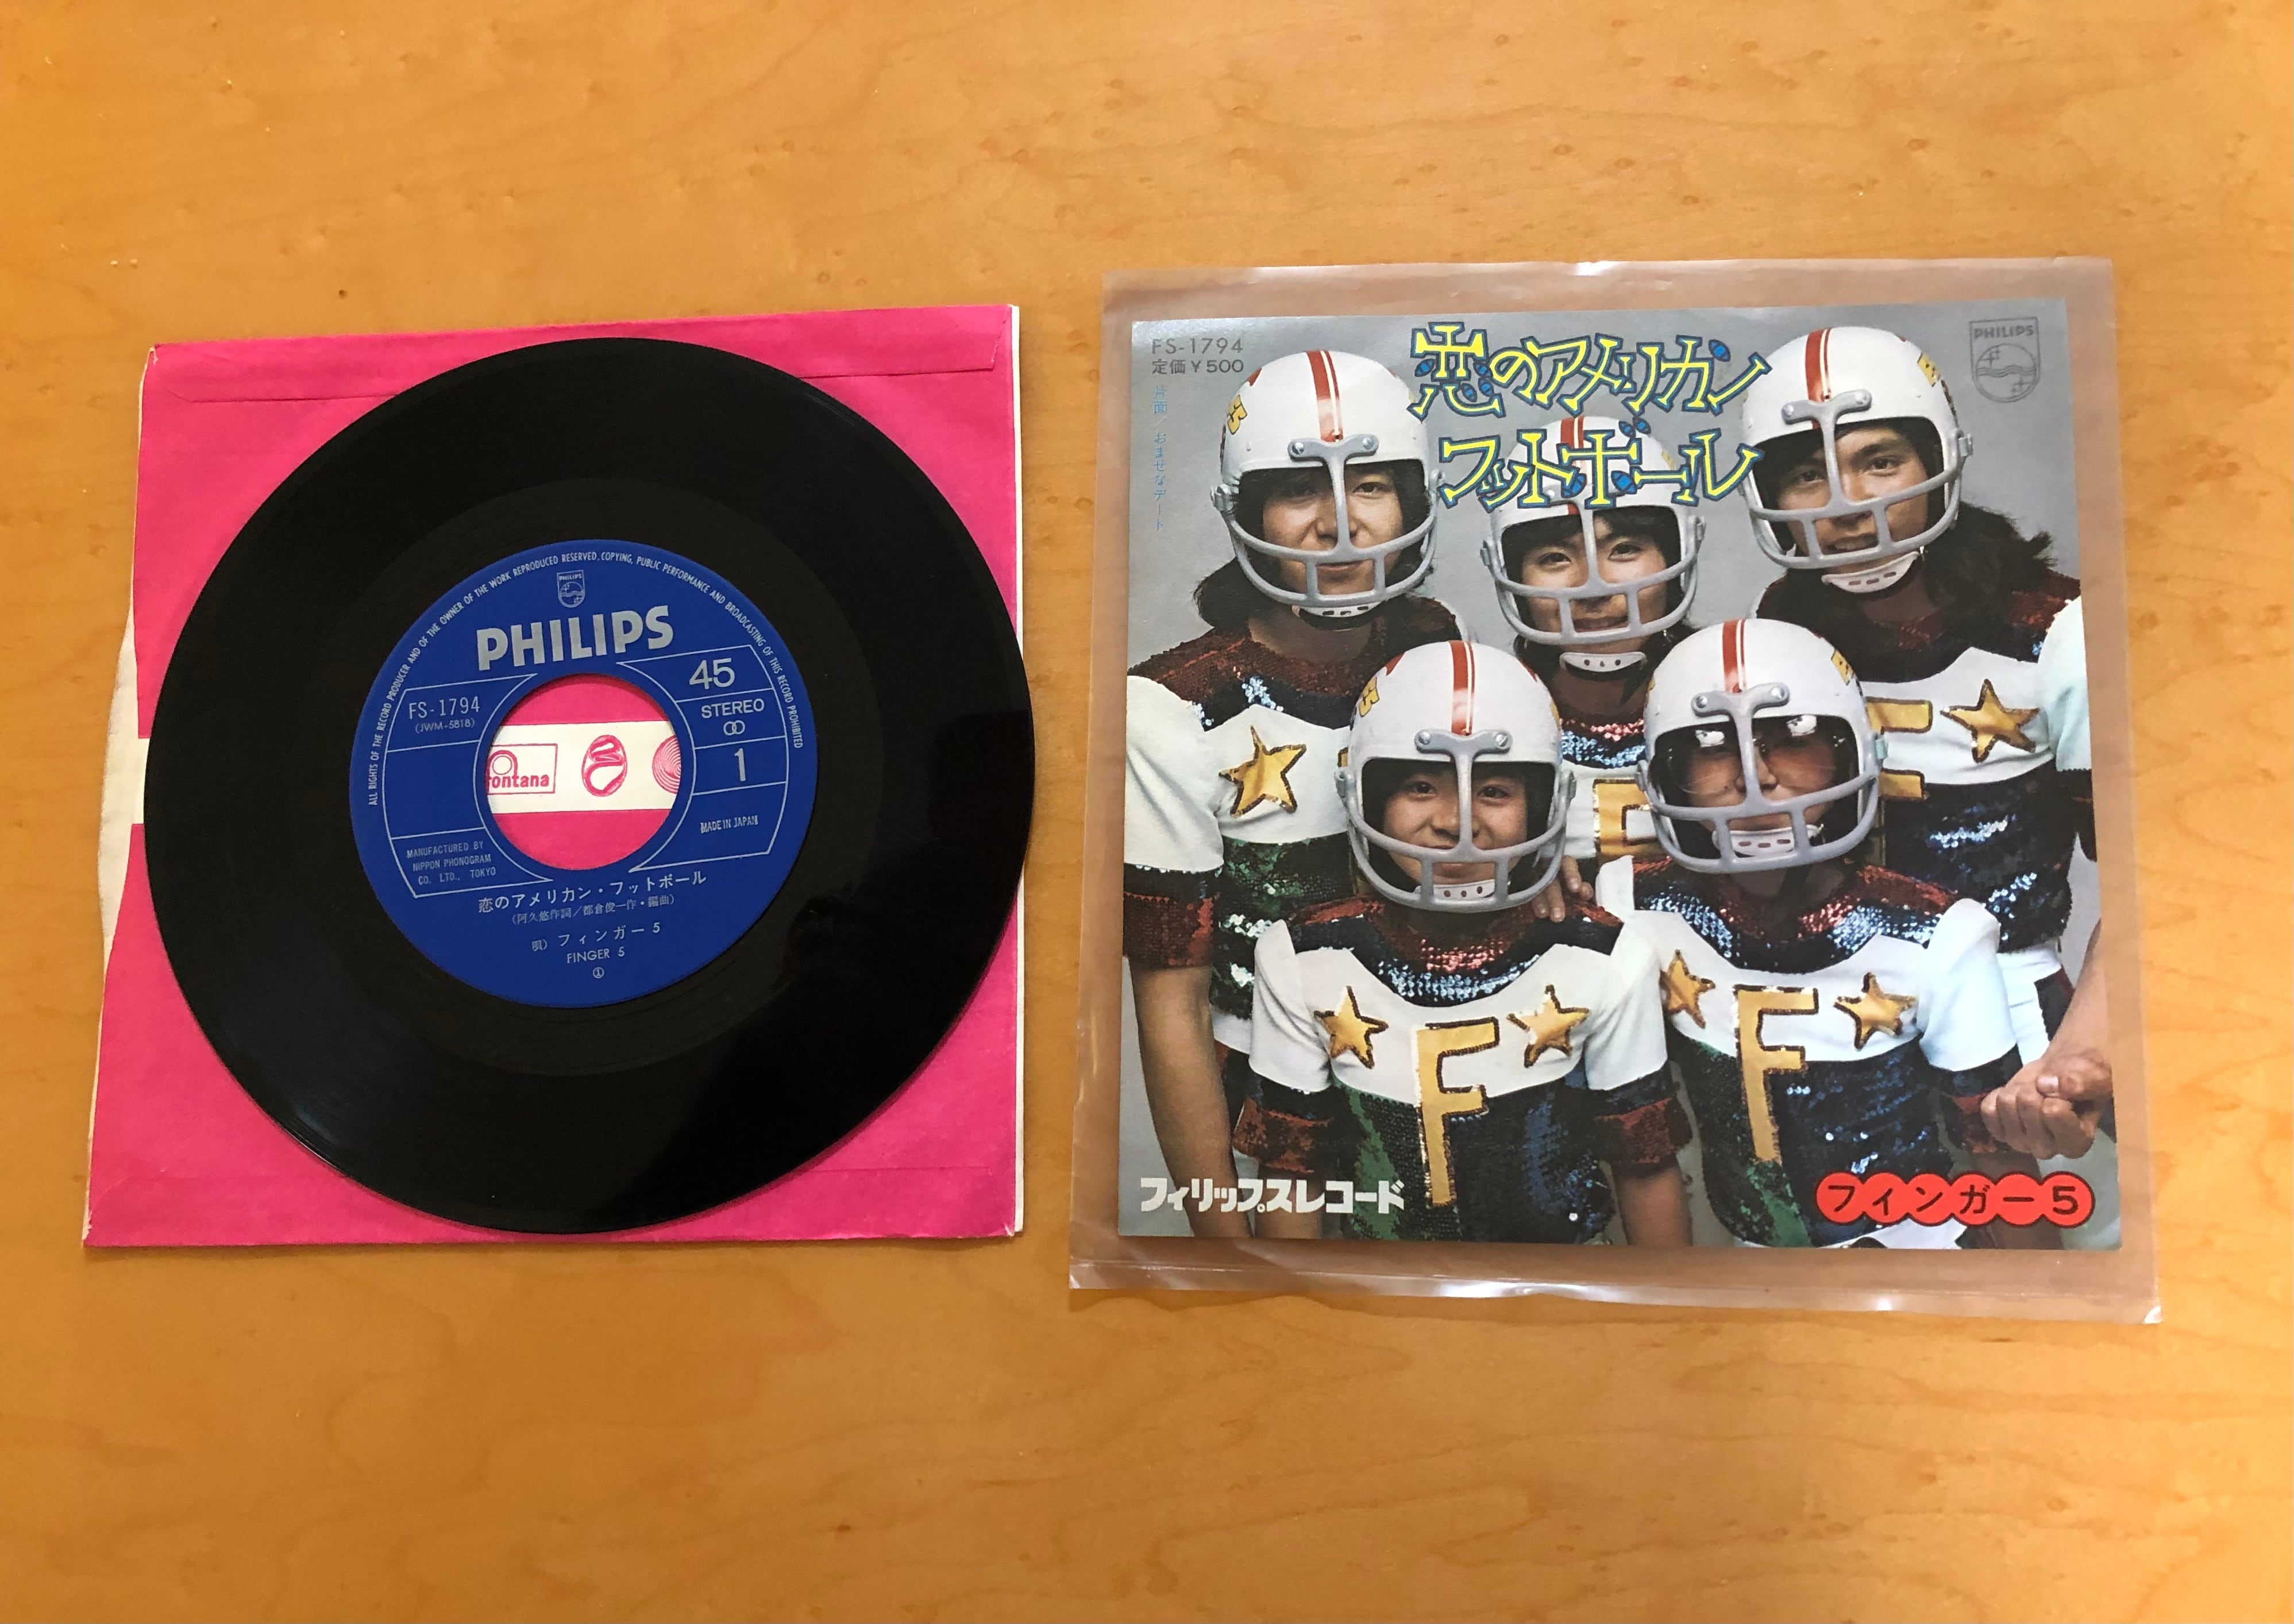 ALL RIGHTS OF THE RECORD PRODUCER AND OF THE OWNER OF THE WORK REPRODUCED RESERVED. COPYING, PUBLIC PERFORMANCE AND BROADCASTING OF THIS RECORD PROHIBITED
PHILIPS
PHILIPS
FS-1794
(JWM-5818)
45
STEREO
1
MADE IN JAPAN
MANUFACTURED BY
NIPPON PHONOGRAM
CO. LTD., TOKYO
fontana
恋のアメリカン・フットボール
(阿久悠作詞/都倉俊一作・編曲)
唄) フィンガー5
FINGER 5
①
FS-1794
定価¥500
片面/おませなデート
恋のアメリカン
フットボール
PHILIPS
F
F
F
F
フィリップスレコード
フィンガー5